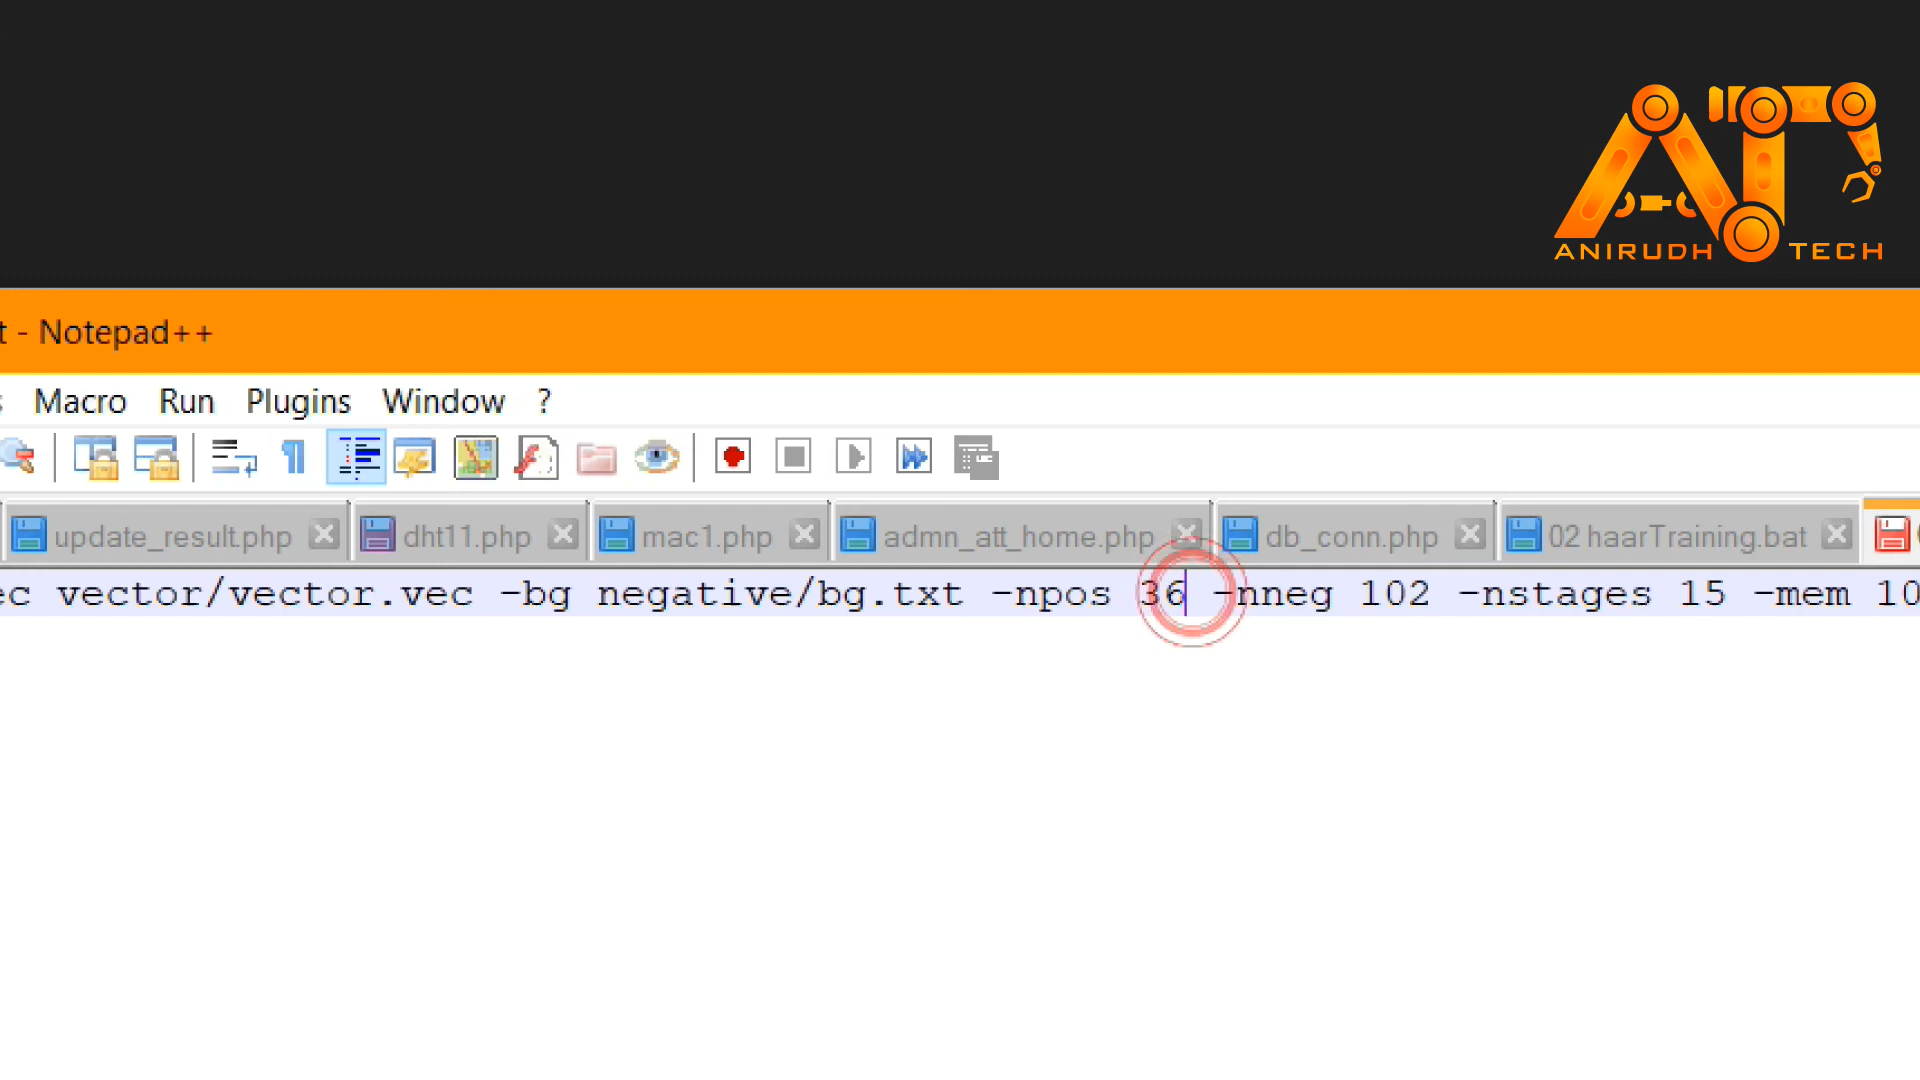 ANIRUDH TECH
t - Notepad++
Macro Run Plugins Window ?
update_result.php dht11.php mac1.php admn_att_home.php db_conn.php 02 haarTraining.bat
ec vector/vector.vec -bg negative/bg.txt -npos 36 -nneg 102 -nstages 15 -mem 10